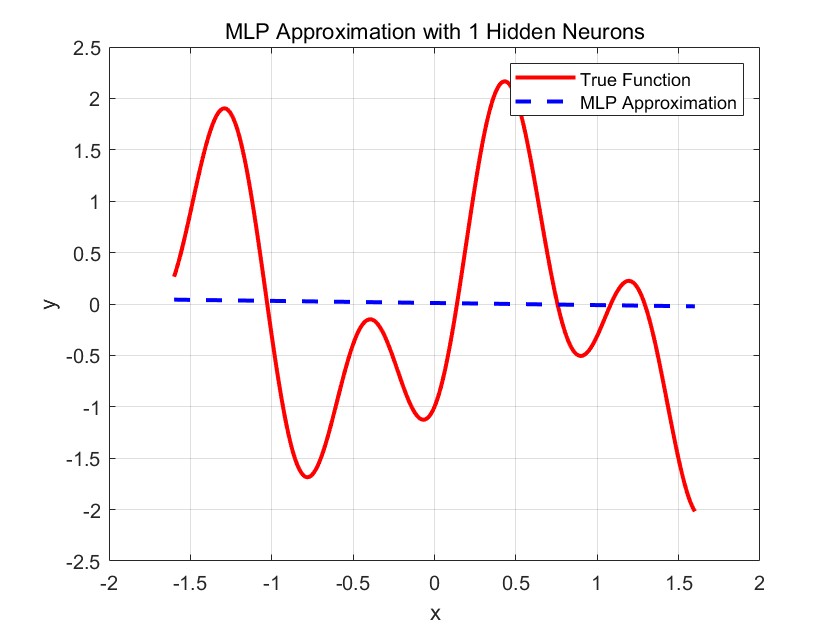 MLP Approximation with 1 Hidden Neurons
True Function
MLP Approximation
2.5
2
1.5
1
0.5
0
-0.5
-1
-1.5
-2
-2.5
y
-2 -1.5 -1 -0.5 0 0.5 1 1.5 2
x